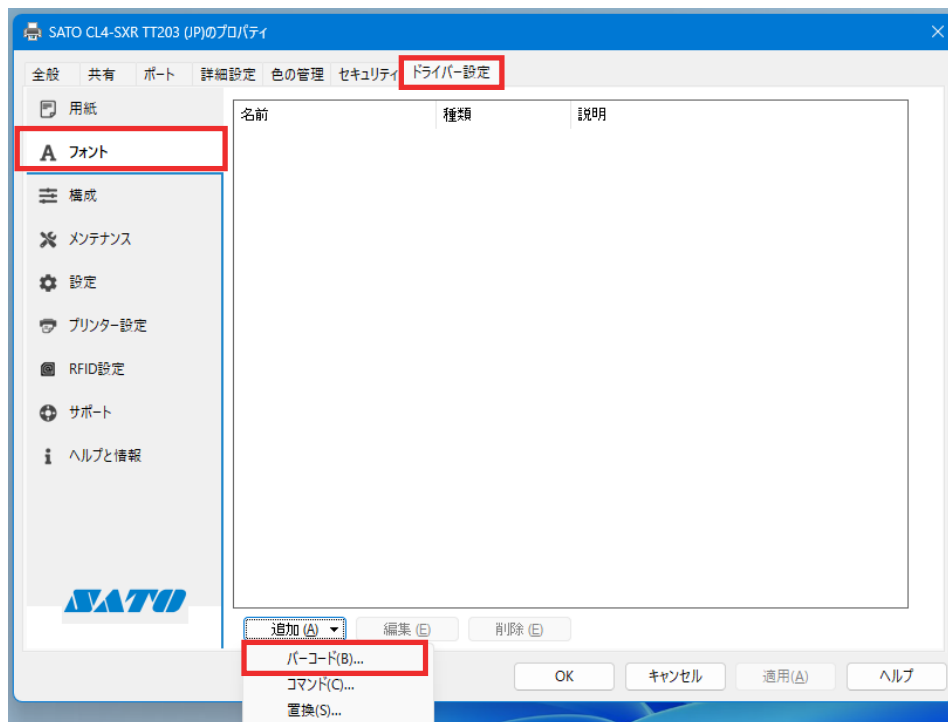 SATO CL4-SXR TT203 (JP)のプロパティ
全般 共有 ポート 詳細設定 色の管理 セキュリティ ドライバー設定
用紙
フォント
構成
メンテナンス
設定
プリンター設定
RFID設定
サポート
ヘルプと情報
SATO
名前 種類 説明
追加(A) 編集(E) 削除(E)
バーコード(B)...
コマンド(C)...
置換(S)...
OK キャンセル 適用(A) ヘルプ